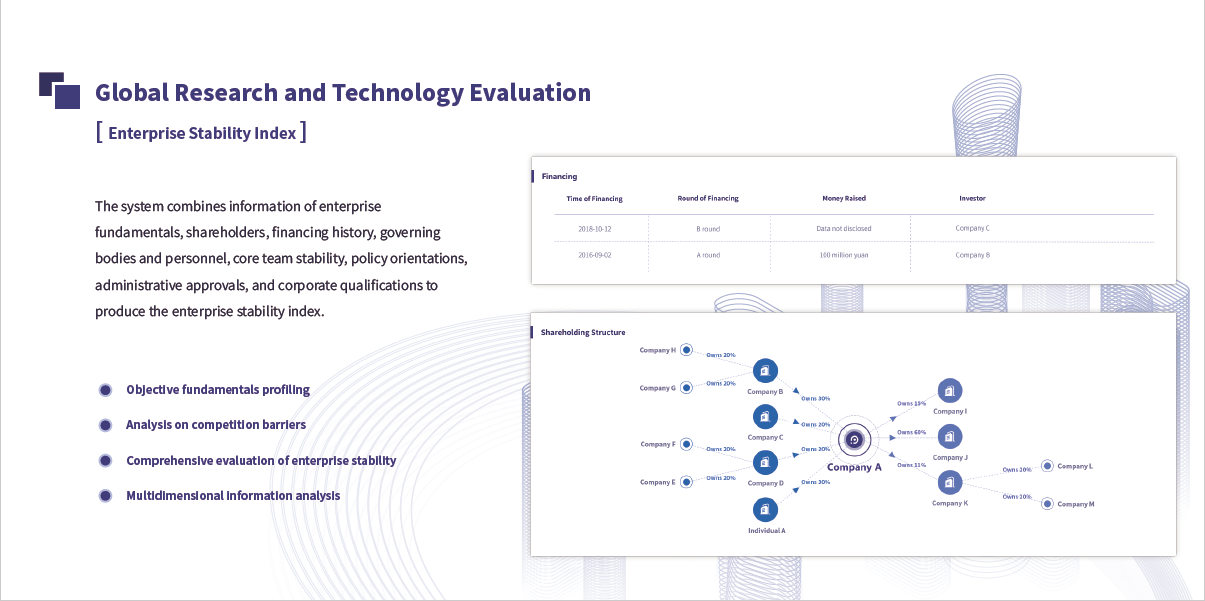 Global Research and Technology Evaluation
[ Enterprise Stability Index ]
The system combines information of enterprise
fundamentals, shareholders, financing history, governing
bodies and personnel, core team stability, policy orientations,
administrative approvals, and corporate qualifications to
produce the enterprise stability index.
Objective fundamentals profiling
Analysis on competition barriers
Comprehensive evaluation of enterprise stability
Multidimensional information analysis
Financing
Time of Financing Round of Financing Money Raised Investor
2018-10-12 B round Data not disclosed Company C
2016-09-02 A round 100 million yuan Company B
Shareholding Structure
Company H
Owns 20%
Company G
Owns 20%
Company B
Owns 30%
Company C
Owns 20%
Company F
Owns 20%
Company E
Owns 20%
Company D
Owns 20%
Individual A
Owns 30%
Company A
Owns 18%
Company I
Owns 60%
Company J
Owns 11%
Company K
Owns 20%
Company L
Owns 10%
Company M